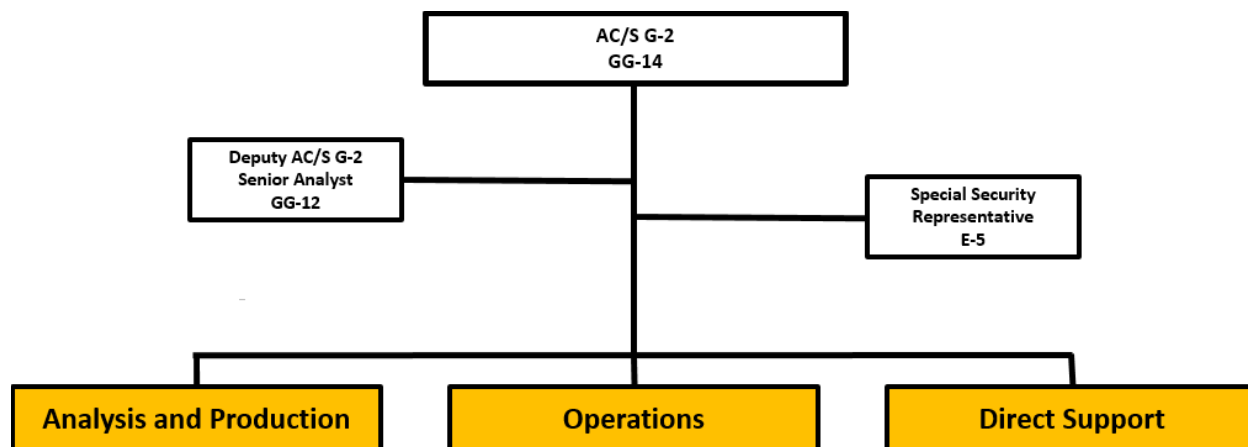 AC/S G-2
GG-14
Deputy AC/S G-2
Senior Analyst
GG-12
Special Security
Representative
E-5
Analysis and Production
Operations
Direct Support